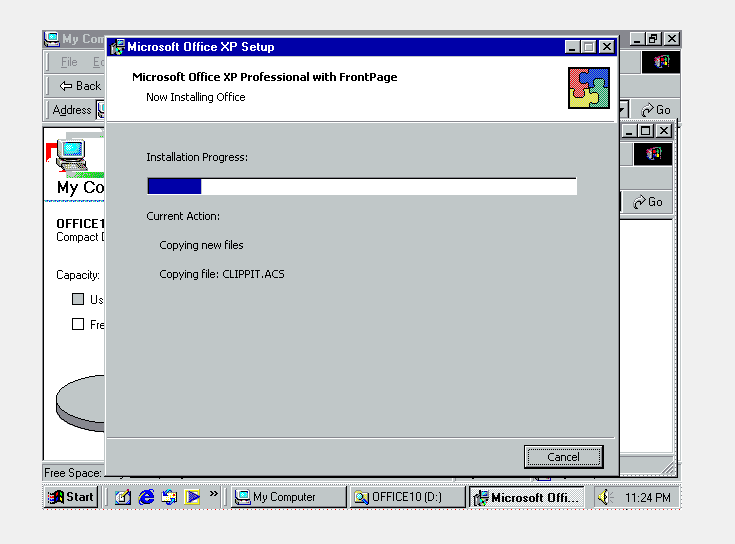 My Com
Microsoft Office XP Setup
File
Ed
Microsoft Office XP Professional with FrontPage
Now Installing Office
Back
Address
Go
Installation Progress:
My Co
Go
Current Action:
OFFICE1
Compact D
Copying new files
Capacity:
Copying file: CLIPPIT.ACS
Us
Fre
Cancel
Free Space:
Start
»
My Computer
OFFICE10 (D:)
Microsoft Offi...
11:24 PM